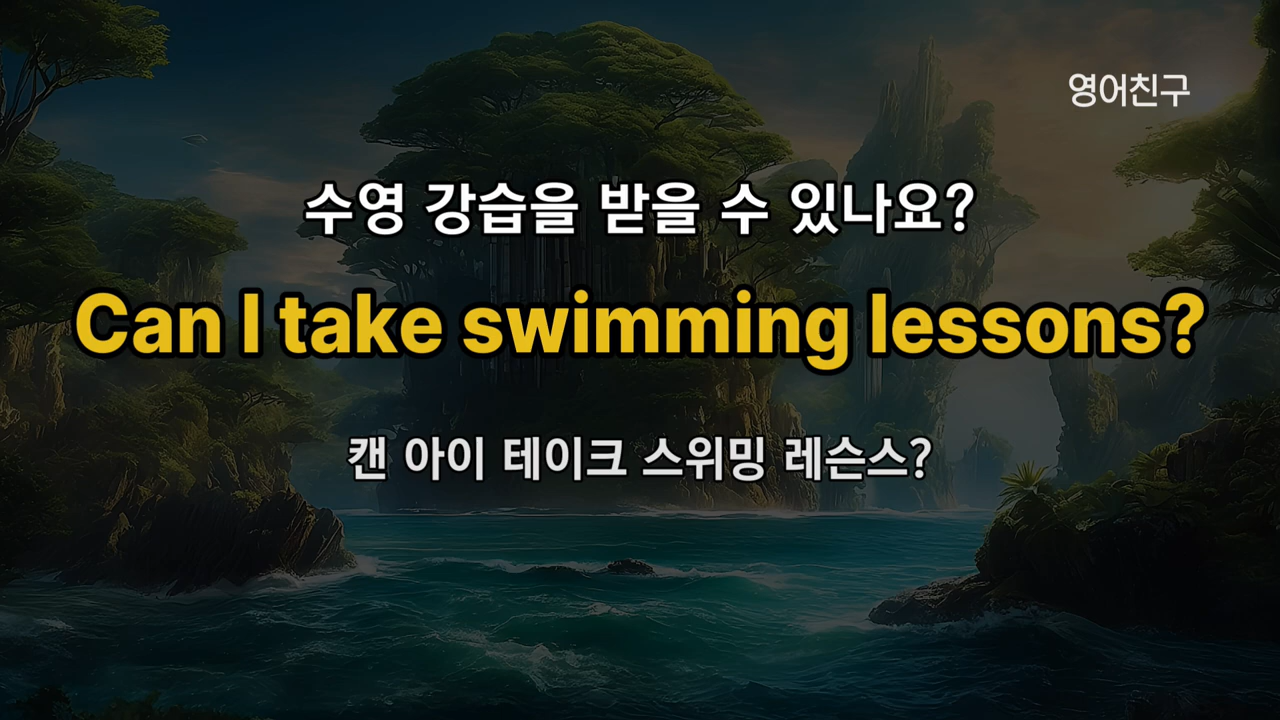 영어친구
수영 강습을 받을 수 있나요?
Can I take swimming lessons?
캔 아이 테이크 스위밍 레슨스?